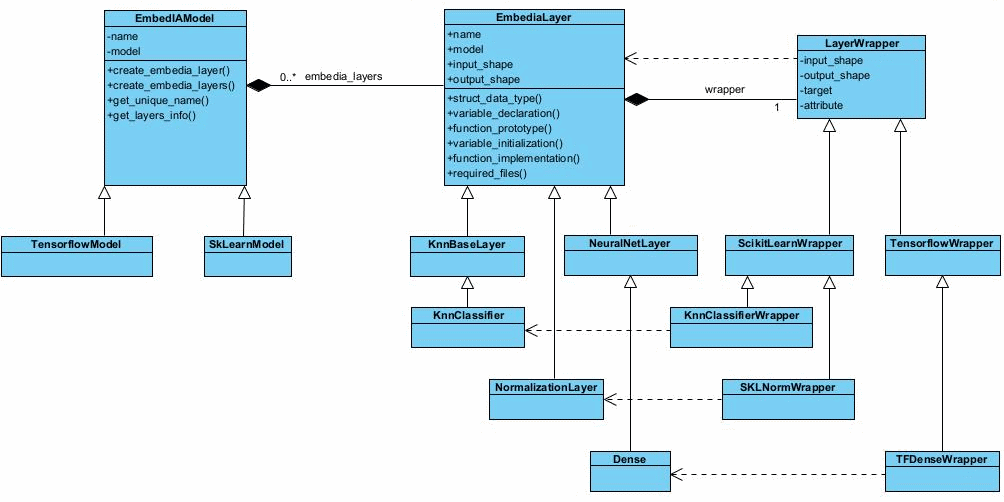 EmbedIAModel
-name
-model
+create_embedia_layer()
+create_embedia_layers()
+get_unique_name()
+get_layers_info()
0..*
embedia_layers
EmbediaLayer
+name
+model
+input_shape
+output_shape
+struct_data_type()
+variable_declaration()
+function_prototype()
+variable_initialization()
+function_implementation()
+required_files()
wrapper
1
LayerWrapper
-input_shape
-output_shape
-target
-attribute
TensorflowModel
SkLearnModel
KnnBaseLayer
NeuralNetLayer
ScikitLearnWrapper
TensorflowWrapper
KnnClassifier
KnnClassifierWrapper
NormalizationLayer
SKLNormWrapper
Dense
TFDenseWrapper